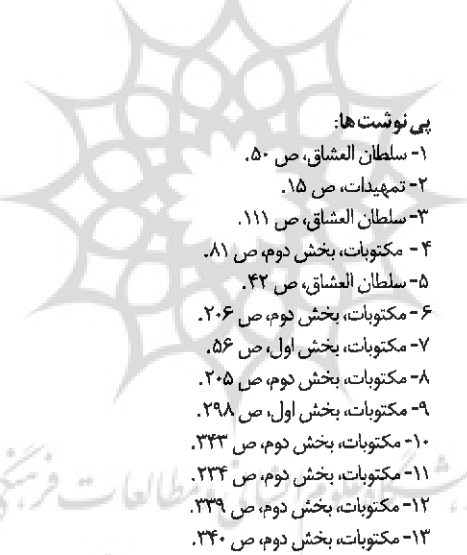 پی نوشت ها:
۱- سلطان العشاق، ص ۵۰.
۲- تمهیدات، ص ۱۵.
۳- سلطان العشاق، ص ۱۱۱.
۴- مکتوبات، بخش دوم، ص ۸۱.
۵- سلطان العشاق، ص ۴۲.
۶- مکتوبات، بخش دوم، ص ۲۰۶.
۷- مکتوبات، بخش اول، ص ۵۶.
۸- مکتوبات، بخش دوم، ص ۲۰۵.
۹- مکتوبات، بخش اول، ص ۲۹۸.
۱۰- مکتوبات، بخش دوم، ص ۳۴۳.
۱۱- مکتوبات، بخش دوم، ص ۲۳۴.
۱۲- مکتوبات، بخش دوم، ص ۳۳۹.
۱۳- مکتوبات، بخش دوم، ص ۳۴۰.